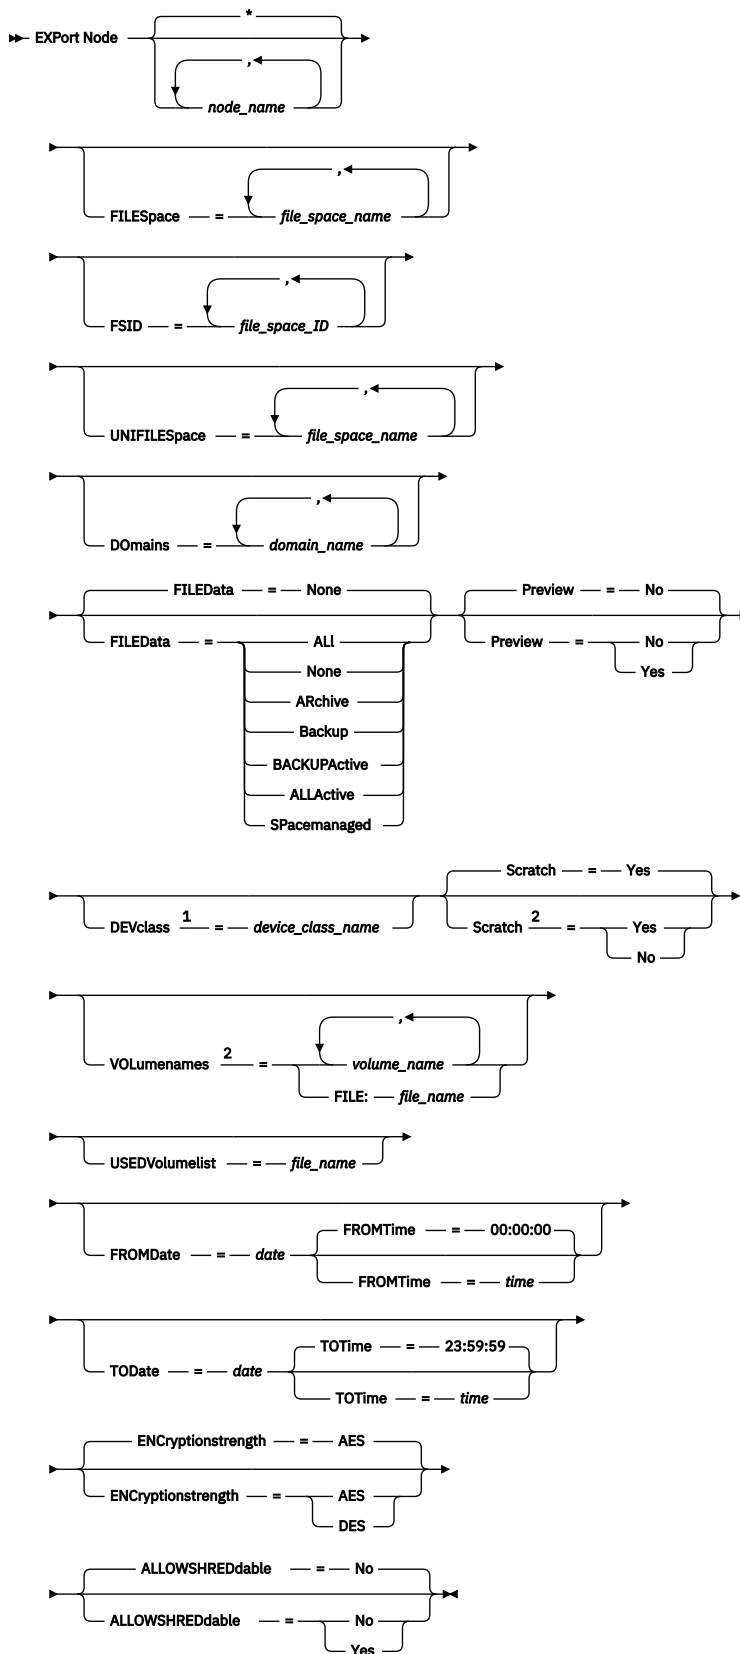 *
EXPort Node
,
node_name
,
FILESpace = file_space_name
,
FSID = file_space_ID
,
UNIFILESpace = file_space_name
,
DOmains = domain_name
FILEData = None Preview = No
FILEData = ALl Preview = No
None Yes
ARchive
Backup
BACKUPActive
ALLActive
SPacemanaged
Scratch = Yes
DEVclass 1 = device_class_name Scratch 2 = Yes
No
,
VOLumenames 2 = volume_name
FILE: file_name
USEDVolumelist = file_name
FROMTime = 00:00:00
FROMDate = date
FROMTime = time
TOTime = 23:59:59
TODate = date
TOTime = time
ENCryptionstrength = AES
ENCryptionstrength = AES
DES
ALLOWSHREDdable = No
ALLOWSHREDdable = No
Yes